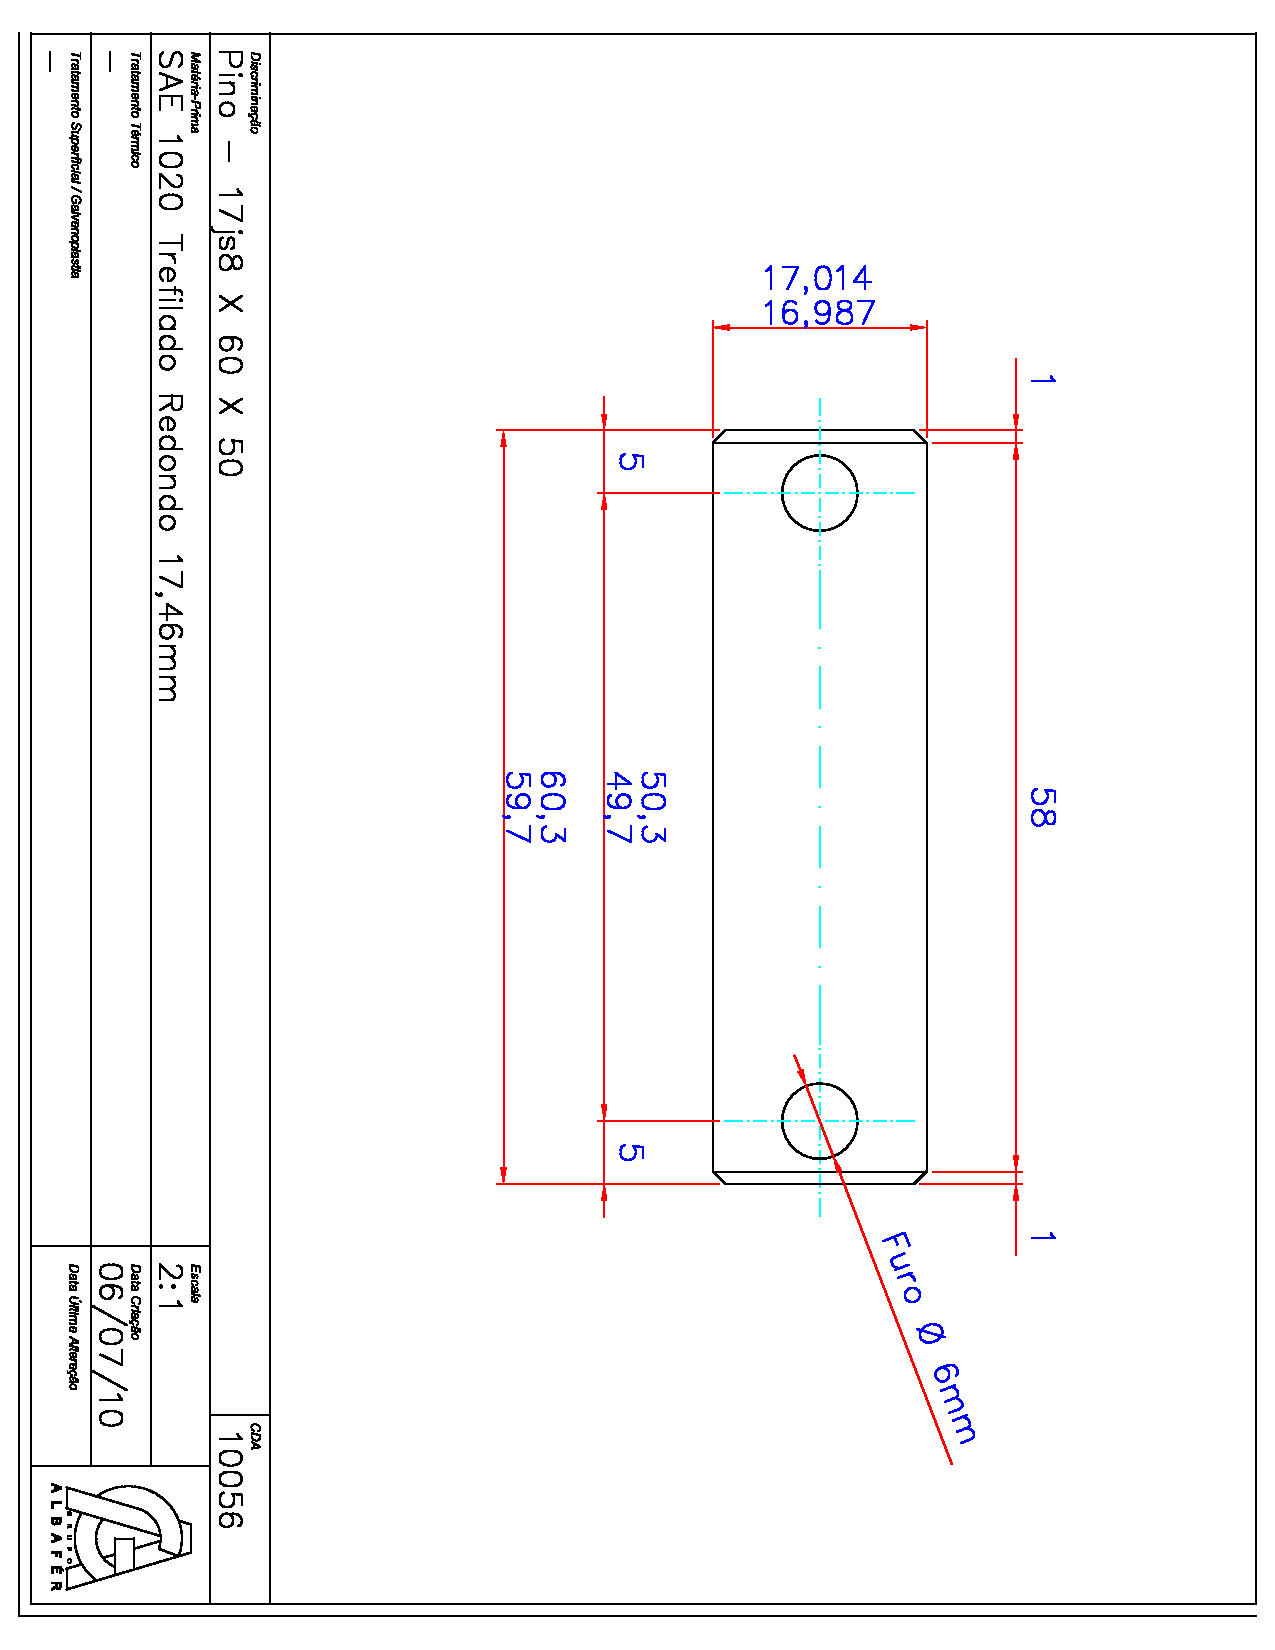 17,014
16,987
1
58
1
5
50,3
49,7
5
60,3
59,7
Furo Ø 6mm
Discriminação
Pino - 17js8 X 60 X 50
CDA
10056
Matéria-Prima
SAE 1020 Trefilado Redondo 17,46mm
Escala
2:1
Tratamento Térmico
-
Data Criação
06/07/10
Tratamento Superficial / Galvanoplastia
-
Data Última Alteração
GRUPO
ALBAFÉR